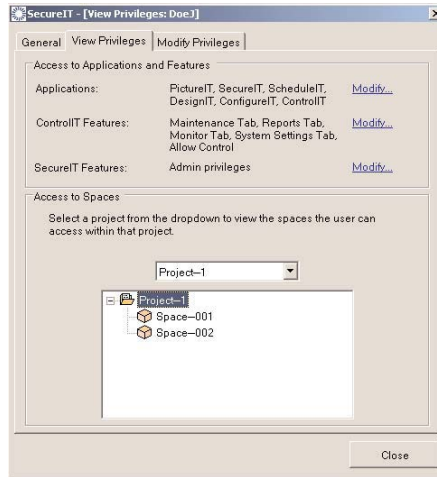 SecureIT - [View Privileges: DoeJ]
General View Privileges Modify Privileges
Access to Applications and Features
Applications: PictureIT, SecureIT, ScheduleIT, Modify...
DesignIT, ConfigureIT, ControlIT
ControlIT Features: Maintenance Tab, Reports Tab, Modify...
Monitor Tab, System Settings Tab,
Allow Control
SecureIT Features: Admin privileges Modify...
Access to Spaces
Select a project from the dropdown to view the spaces the user can
access within that project.
Project-1
Project-1
Space-001
Space-002
Close